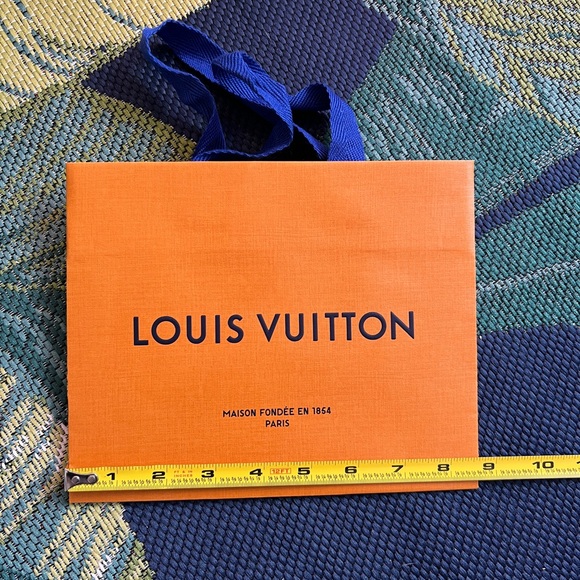 LOUIS VUITTON
MAISON FONDÉE EN 1854
PARIS
1 2 3 4 12FT 5 6 7 8 9 10